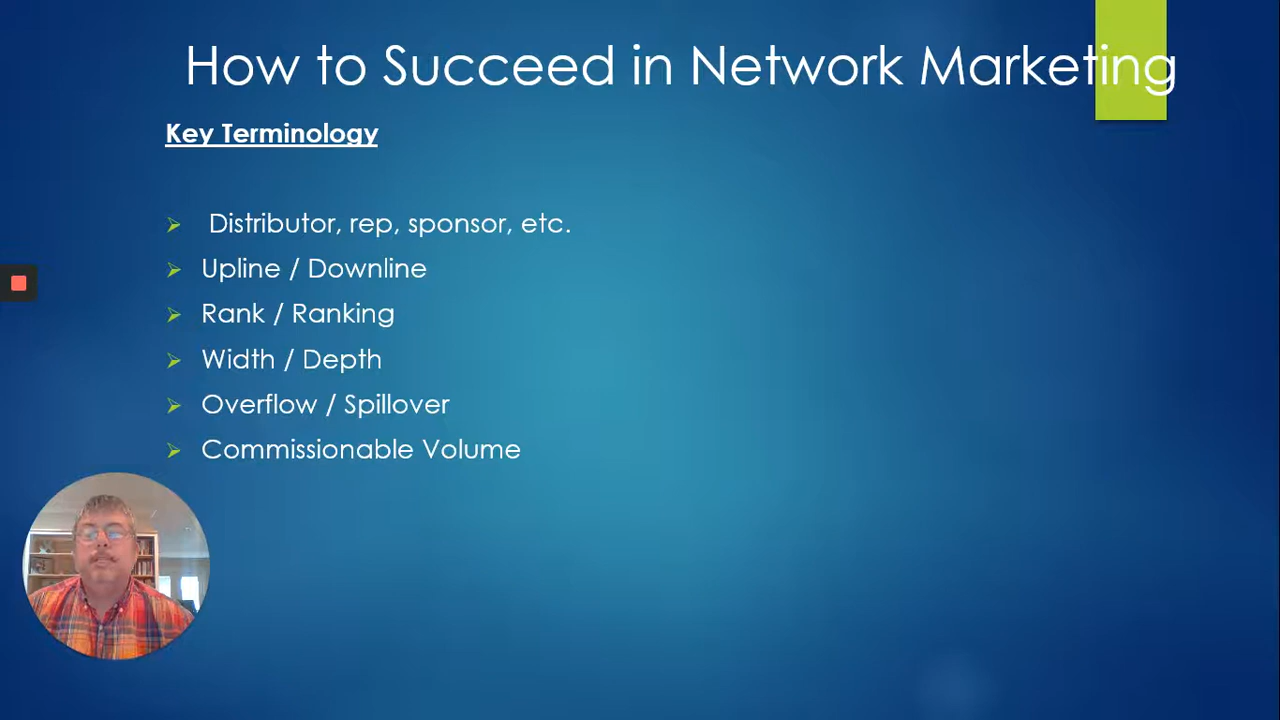 How to Succeed in Network Marketing
Key Terminology
Distributor, rep, sponsor, etc.
Upline / Downline
Rank / Ranking
Width / Depth
Overflow / Spillover
Commissionable Volume